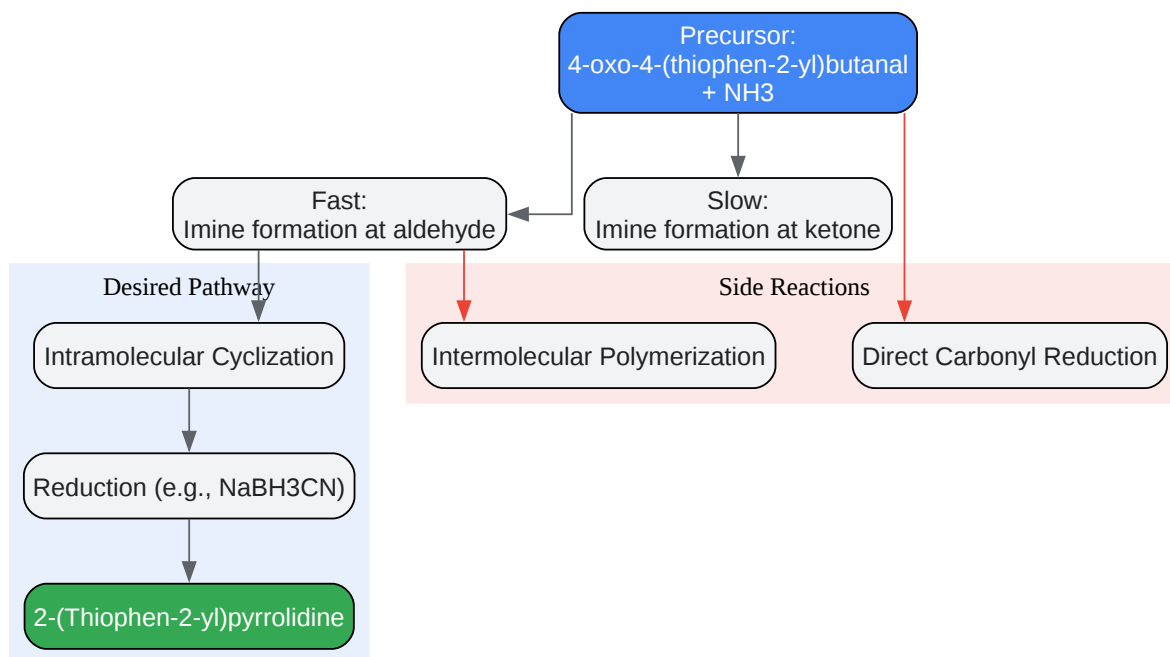 Precursor:
4-oxo-4-(thiophen-2-yl)butanal
+ NH3
Fast:
Imine formation at aldehyde
Slow:
Imine formation at ketone
Desired Pathway
Side Reactions
Intramolecular Cyclization
Intermolecular Polymerization
Direct Carbonyl Reduction
Reduction (e.g., NaBH3CN)
2-(Thiophen-2-yl)pyrrolidine